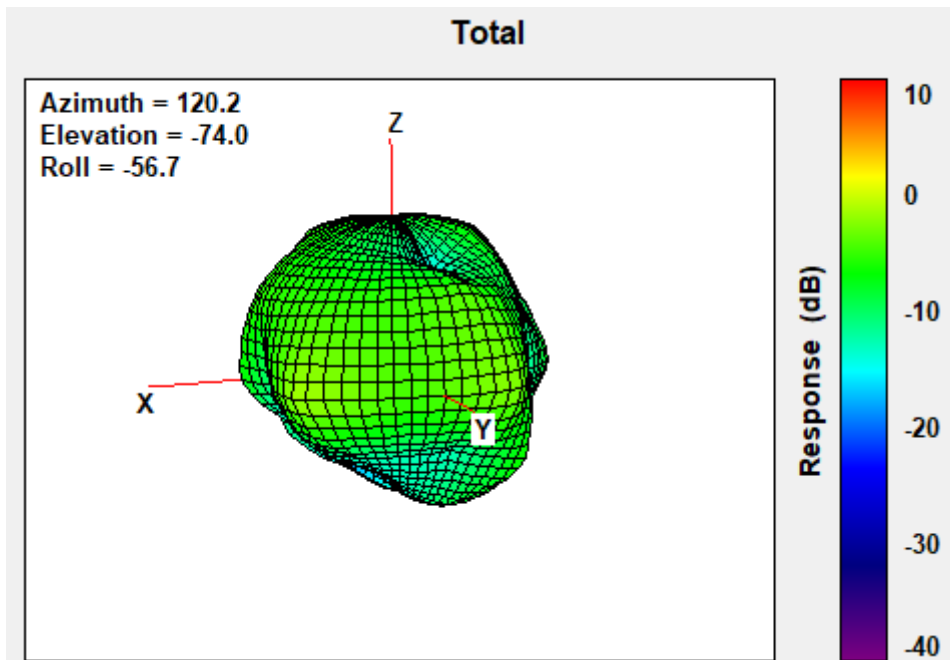 Total
Azimuth = 120.2
Elevation = -74.0
Roll = -56.7
Z
X
Y
10
0
-10
-20
-30
-40
Response (dB)